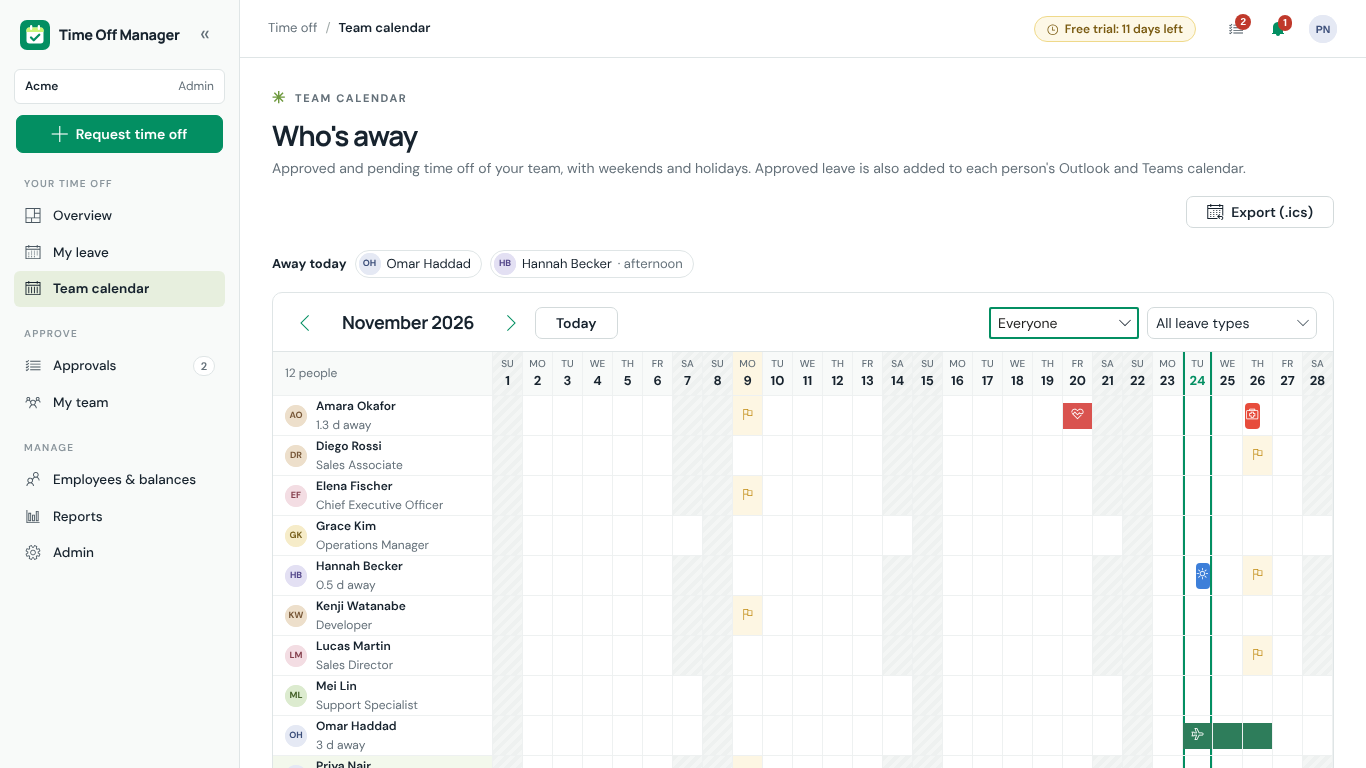 Time Off Manager
Acme Admin
Request time off
YOUR TIME OFF
Overview
My leave
Team calendar
APPROVE
Approvals 2
My team
MANAGE
Employees & balances
Reports
Admin
Time off / Team calendar
Free trial: 11 days left
2
1
PN
TEAM CALENDAR
Who's away
Approved and pending time off of your team, with weekends and holidays. Approved leave is also added to each person's Outlook and Teams calendar.
Export (.ics)
Away today OH Omar Haddad HB Hannah Becker · afternoon
November 2026 Today Everyone All leave types
12 people
SU MO TU WE TH FR SA SU MO TU WE TH FR SA SU MO TU WE TH FR SA SU MO TU WE TH FR SA
1 2 3 4 5 6 7 8 9 10 11 12 13 14 15 16 17 18 19 20 21 22 23 24 25 26 27 28
AO Amara Okafor
1.3 d away
DR Diego Rossi
Sales Associate
EF Elena Fischer
Chief Executive Officer
GK Grace Kim
Operations Manager
HB Hannah Becker
0.5 d away
KW Kenji Watanabe
Developer
LM Lucas Martin
Sales Director
ML Mei Lin
Support Specialist
OH Omar Haddad
3 d away
Priya Nair